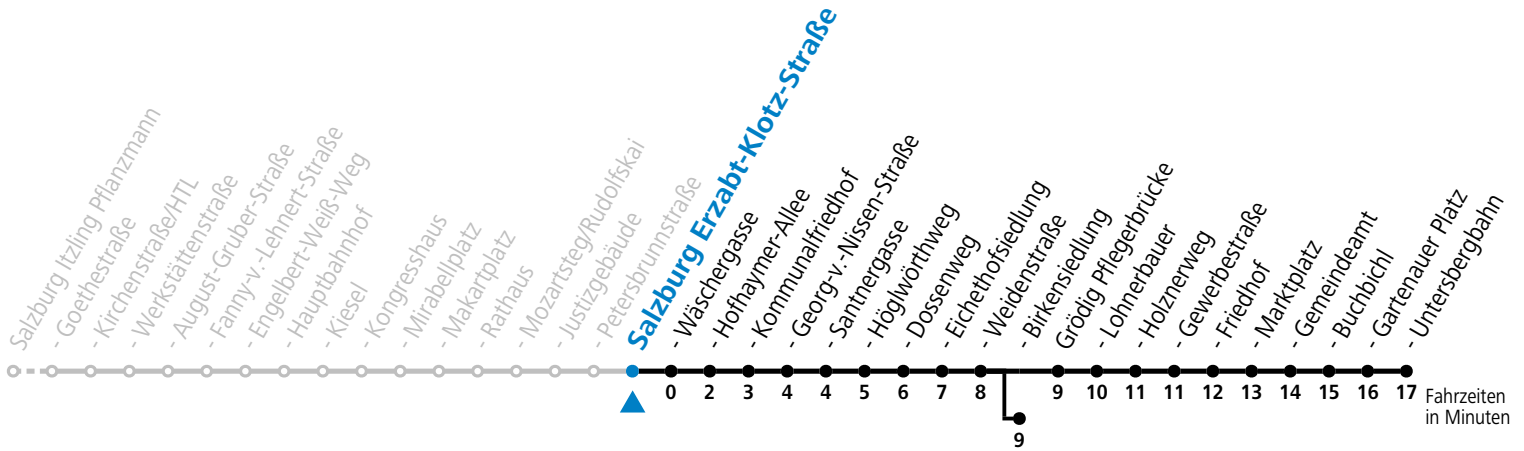 Salzburg Itzling Pflanzmann
- Goethestraße
- Kirchenstraße/HTL
- Werkstättenstraße
- August-Gruber-Straße
- Fanny-v.-Lehnert-Straße
- Engelbert-Weiß-Weg
- Hauptbahnhof
- Kiesel
- Kongresshaus
- Mirabellplatz
- Makartplatz
- Rathaus
- Mozartsteg/Rudolfskai
- Justizgebäude
- Petersbrunnstraße
Salzburg Erzabt-Klotz-Straße
- Wäschergasse
- Hofhaymer-Allee
- Kommunalfriedhof
- Georg-v.-Nissen-Straße
- Santnergasse
- Höglwörthweg
- Dossenweg
- Eichethofsiedlung
- Weidenstraße
- Birkensiedlung
Grödig Pflegerbrücke
- Lohnerbauer
- Holznerweg
- Gewerbestraße
- Friedhof
- Marktplatz
- Gemeindeamt
- Buchbichl
- Gartenauer Platz
- Untersbergbahn
0 2 3 4 4 5 6 7 8 9 10 11 11 12 13 14 15 16 17
Fahrzeiten
in Minuten
9